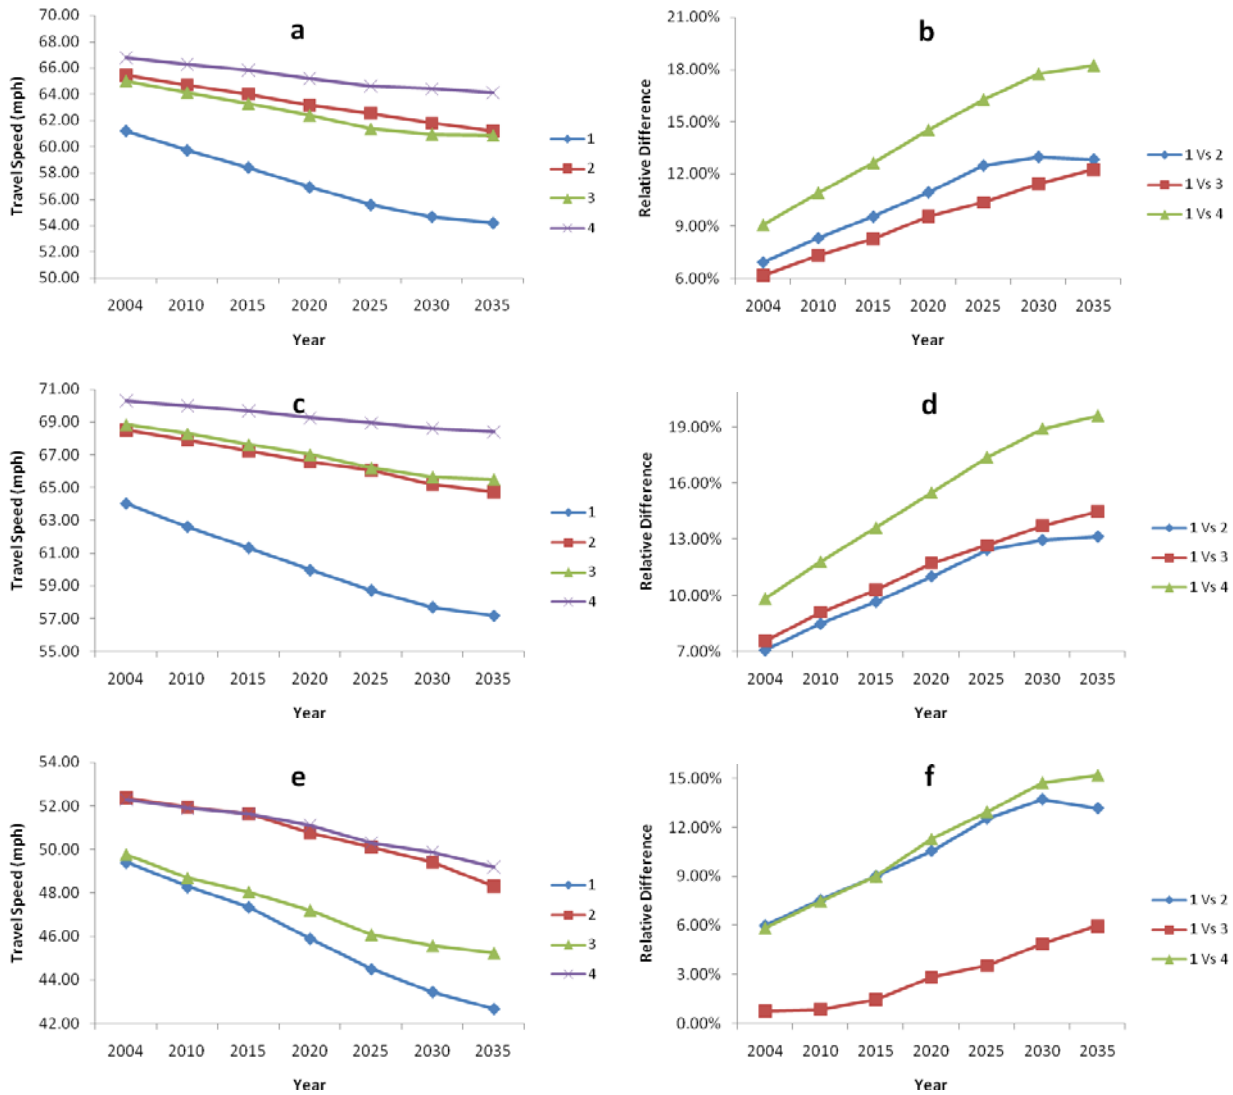 a
70.00
68.00
66.00
64.00
62.00
60.00
58.00
56.00
54.00
52.00
50.00
Travel Speed (mph)
2004 2010 2015 2020 2025 2030 2035
Year
1
2
3
4
b
21.00%
18.00%
15.00%
12.00%
9.00%
6.00%
Relative Difference
2004 2010 2015 2020 2025 2030 2035
Year
1 Vs 2
1 Vs 3
1 Vs 4
c
71.00
69.00
67.00
65.00
63.00
61.00
59.00
57.00
55.00
Travel Speed (mph)
2004 2010 2015 2020 2025 2030 2035
Year
1
2
3
4
d
19.00%
16.00%
13.00%
10.00%
7.00%
Relative Difference
2004 2010 2015 2020 2025 2030 2035
Year
1 Vs 2
1 Vs 3
1 Vs 4
e
54.00
52.00
50.00
48.00
46.00
44.00
42.00
Travel Speed (mph)
2004 2010 2015 2020 2025 2030 2035
Year
1
2
3
4
f
15.00%
12.00%
9.00%
6.00%
3.00%
0.00%
Relative Difference
2004 2010 2015 2020 2025 2030 2035
Year
1 Vs 2
1 Vs 3
1 Vs 4